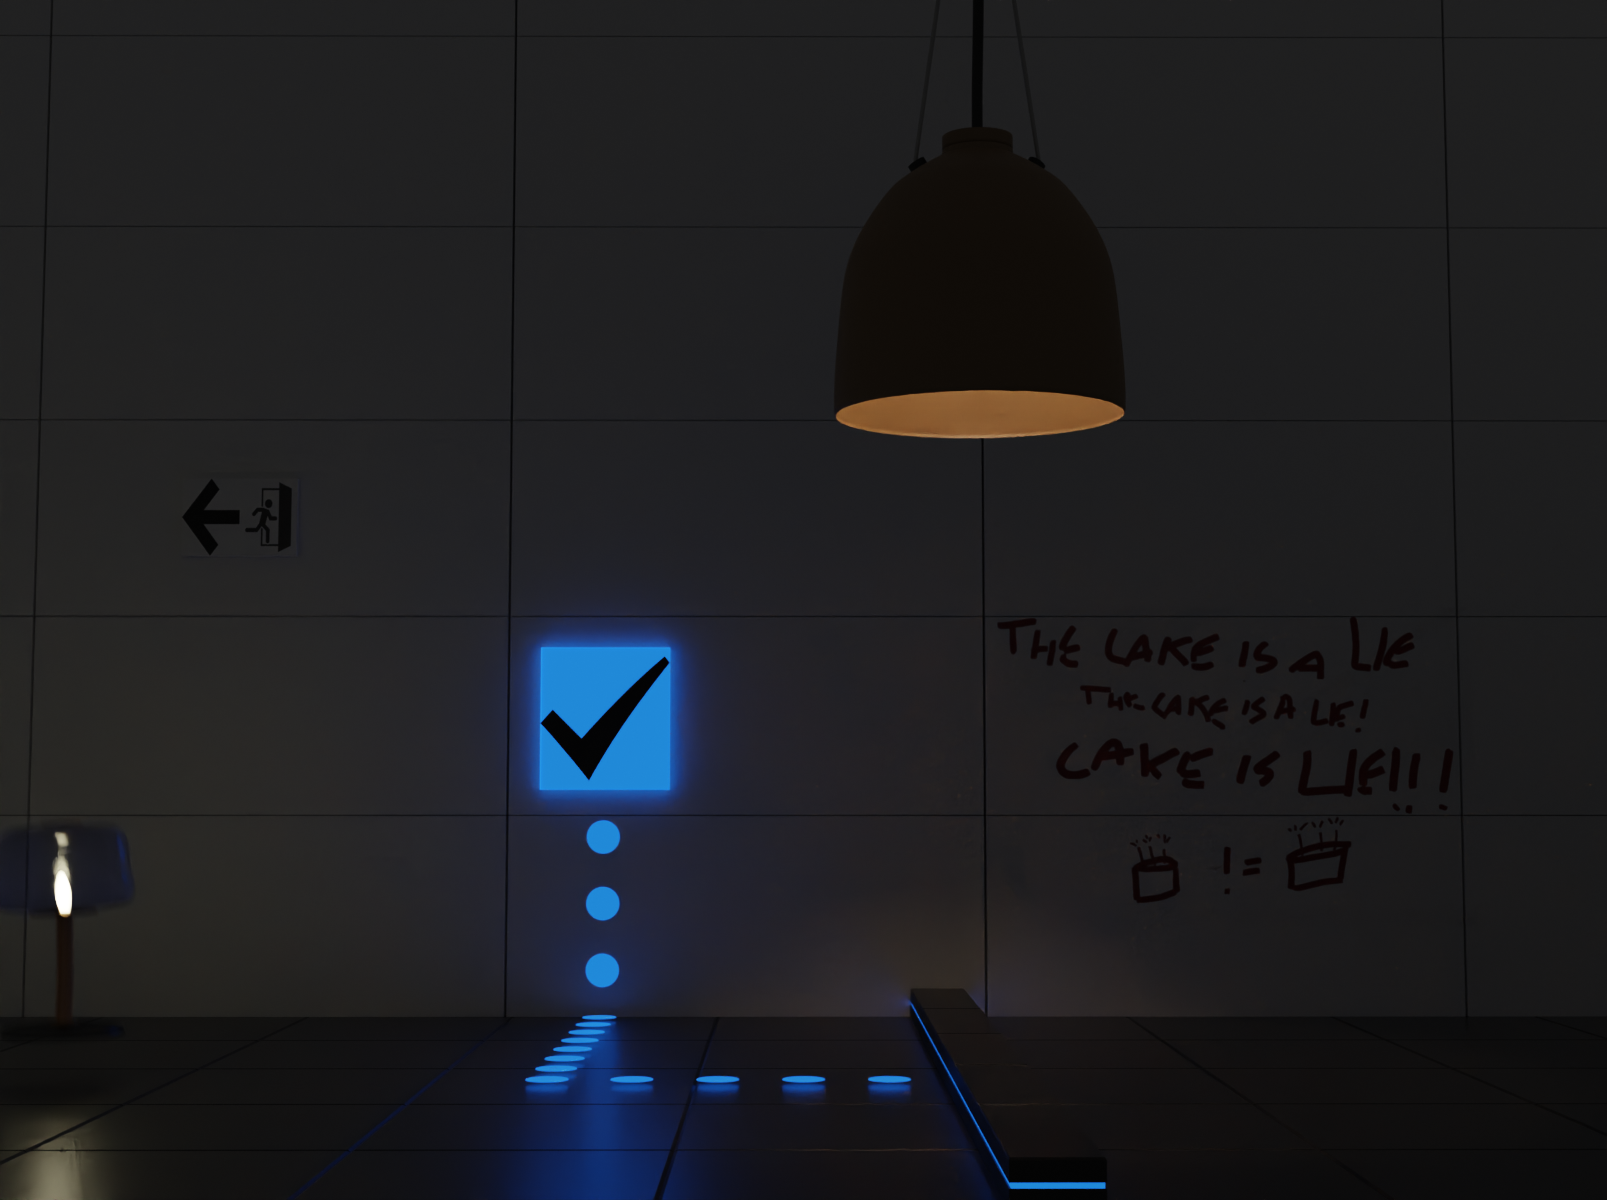 THE CAKE IS A LIE
THE CAKE IS A LIE!
CAKE IS LIE!!!
!=